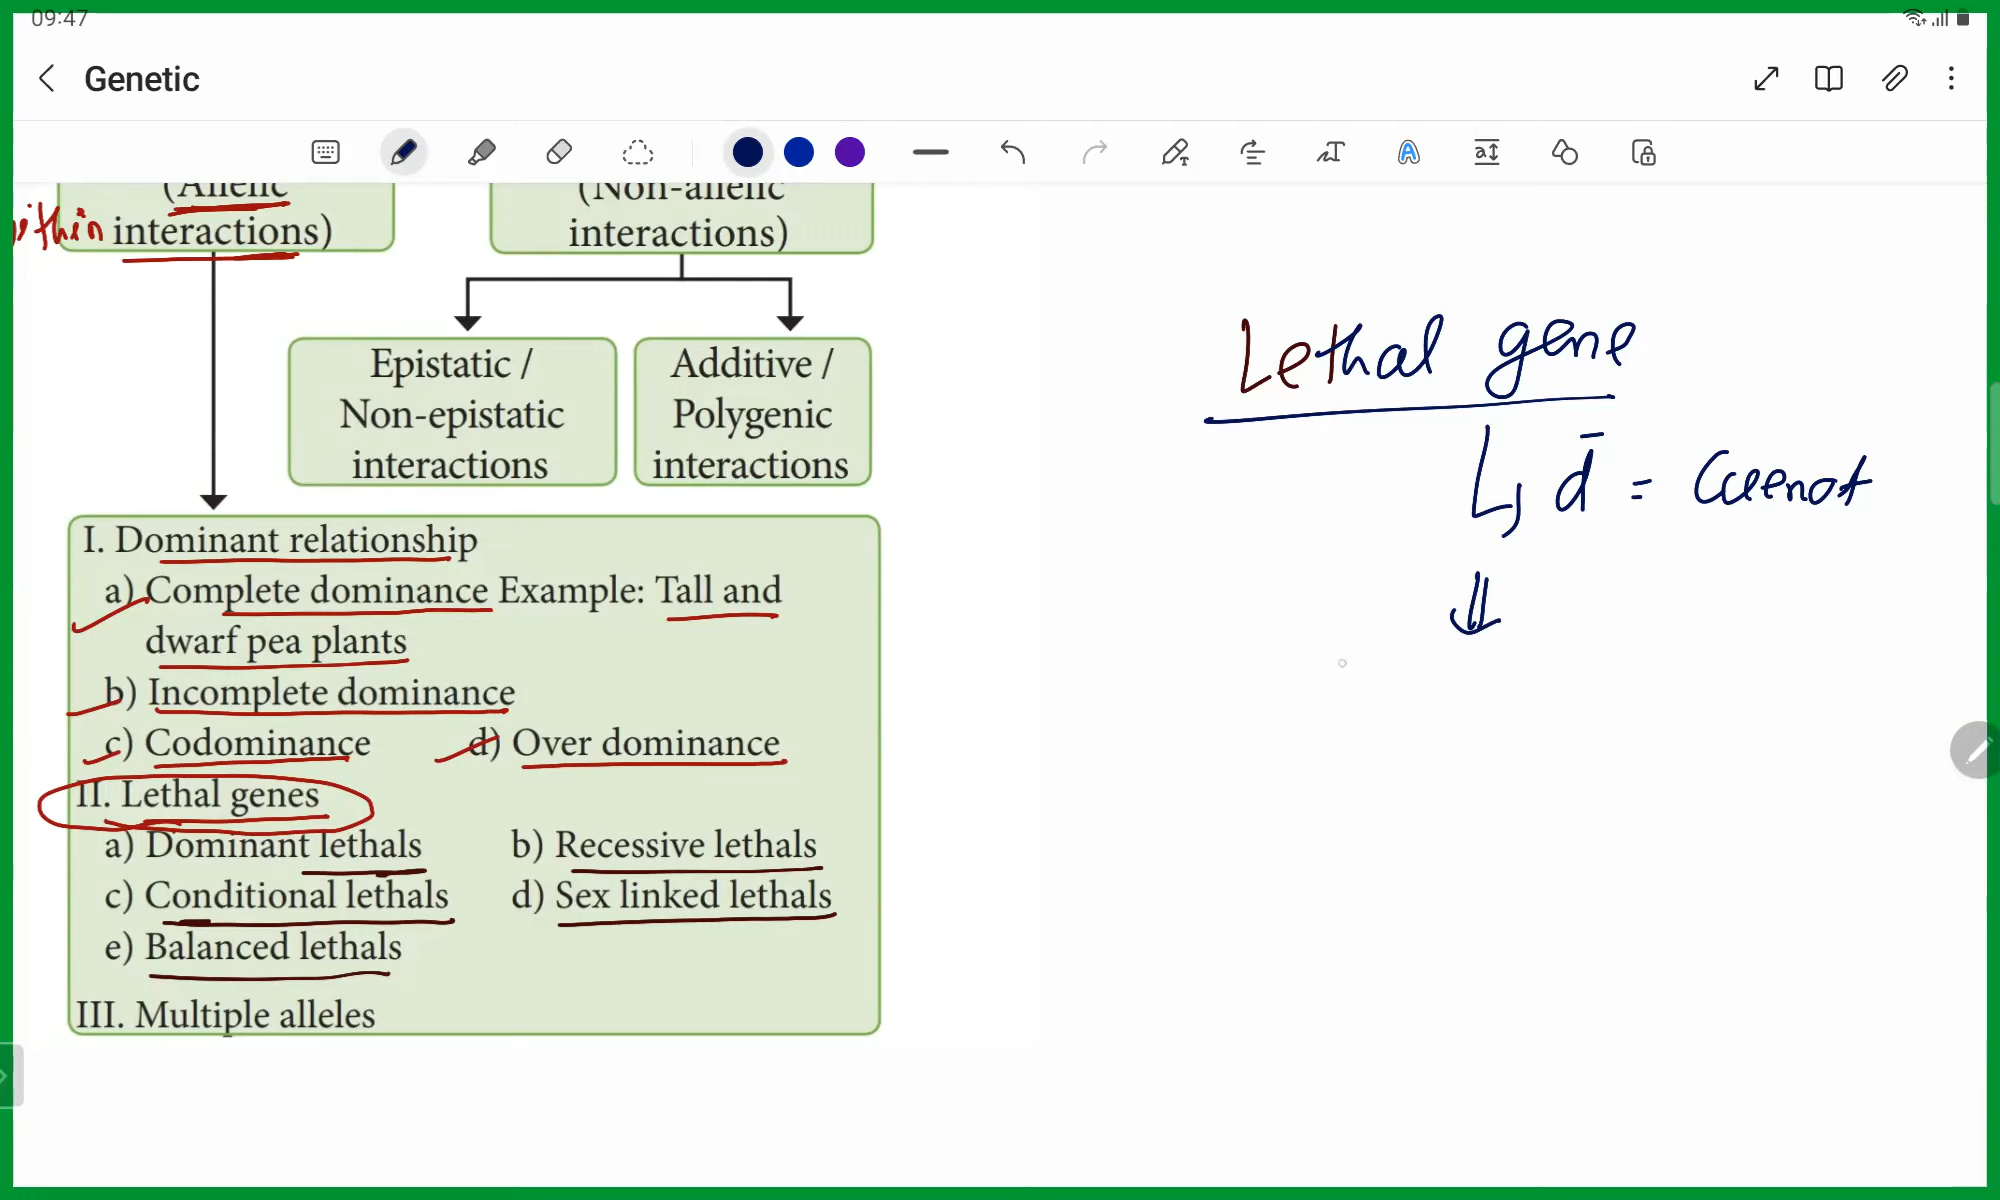 09:47
Genetic
(Allelic
within interactions)
(Non-allelic
interactions)
Epistatic /
Non-epistatic
interactions
Additive /
Polygenic
interactions
I. Dominant relationship
a) Complete dominance Example: Tall and
dwarf pea plants
b) Incomplete dominance
c) Codominance d) Over dominance
II. Lethal genes
a) Dominant lethals b) Recessive lethals
c) Conditional lethals d) Sex linked lethals
e) Balanced lethals
III. Multiple alleles
Lethal gene
d = Cuenot